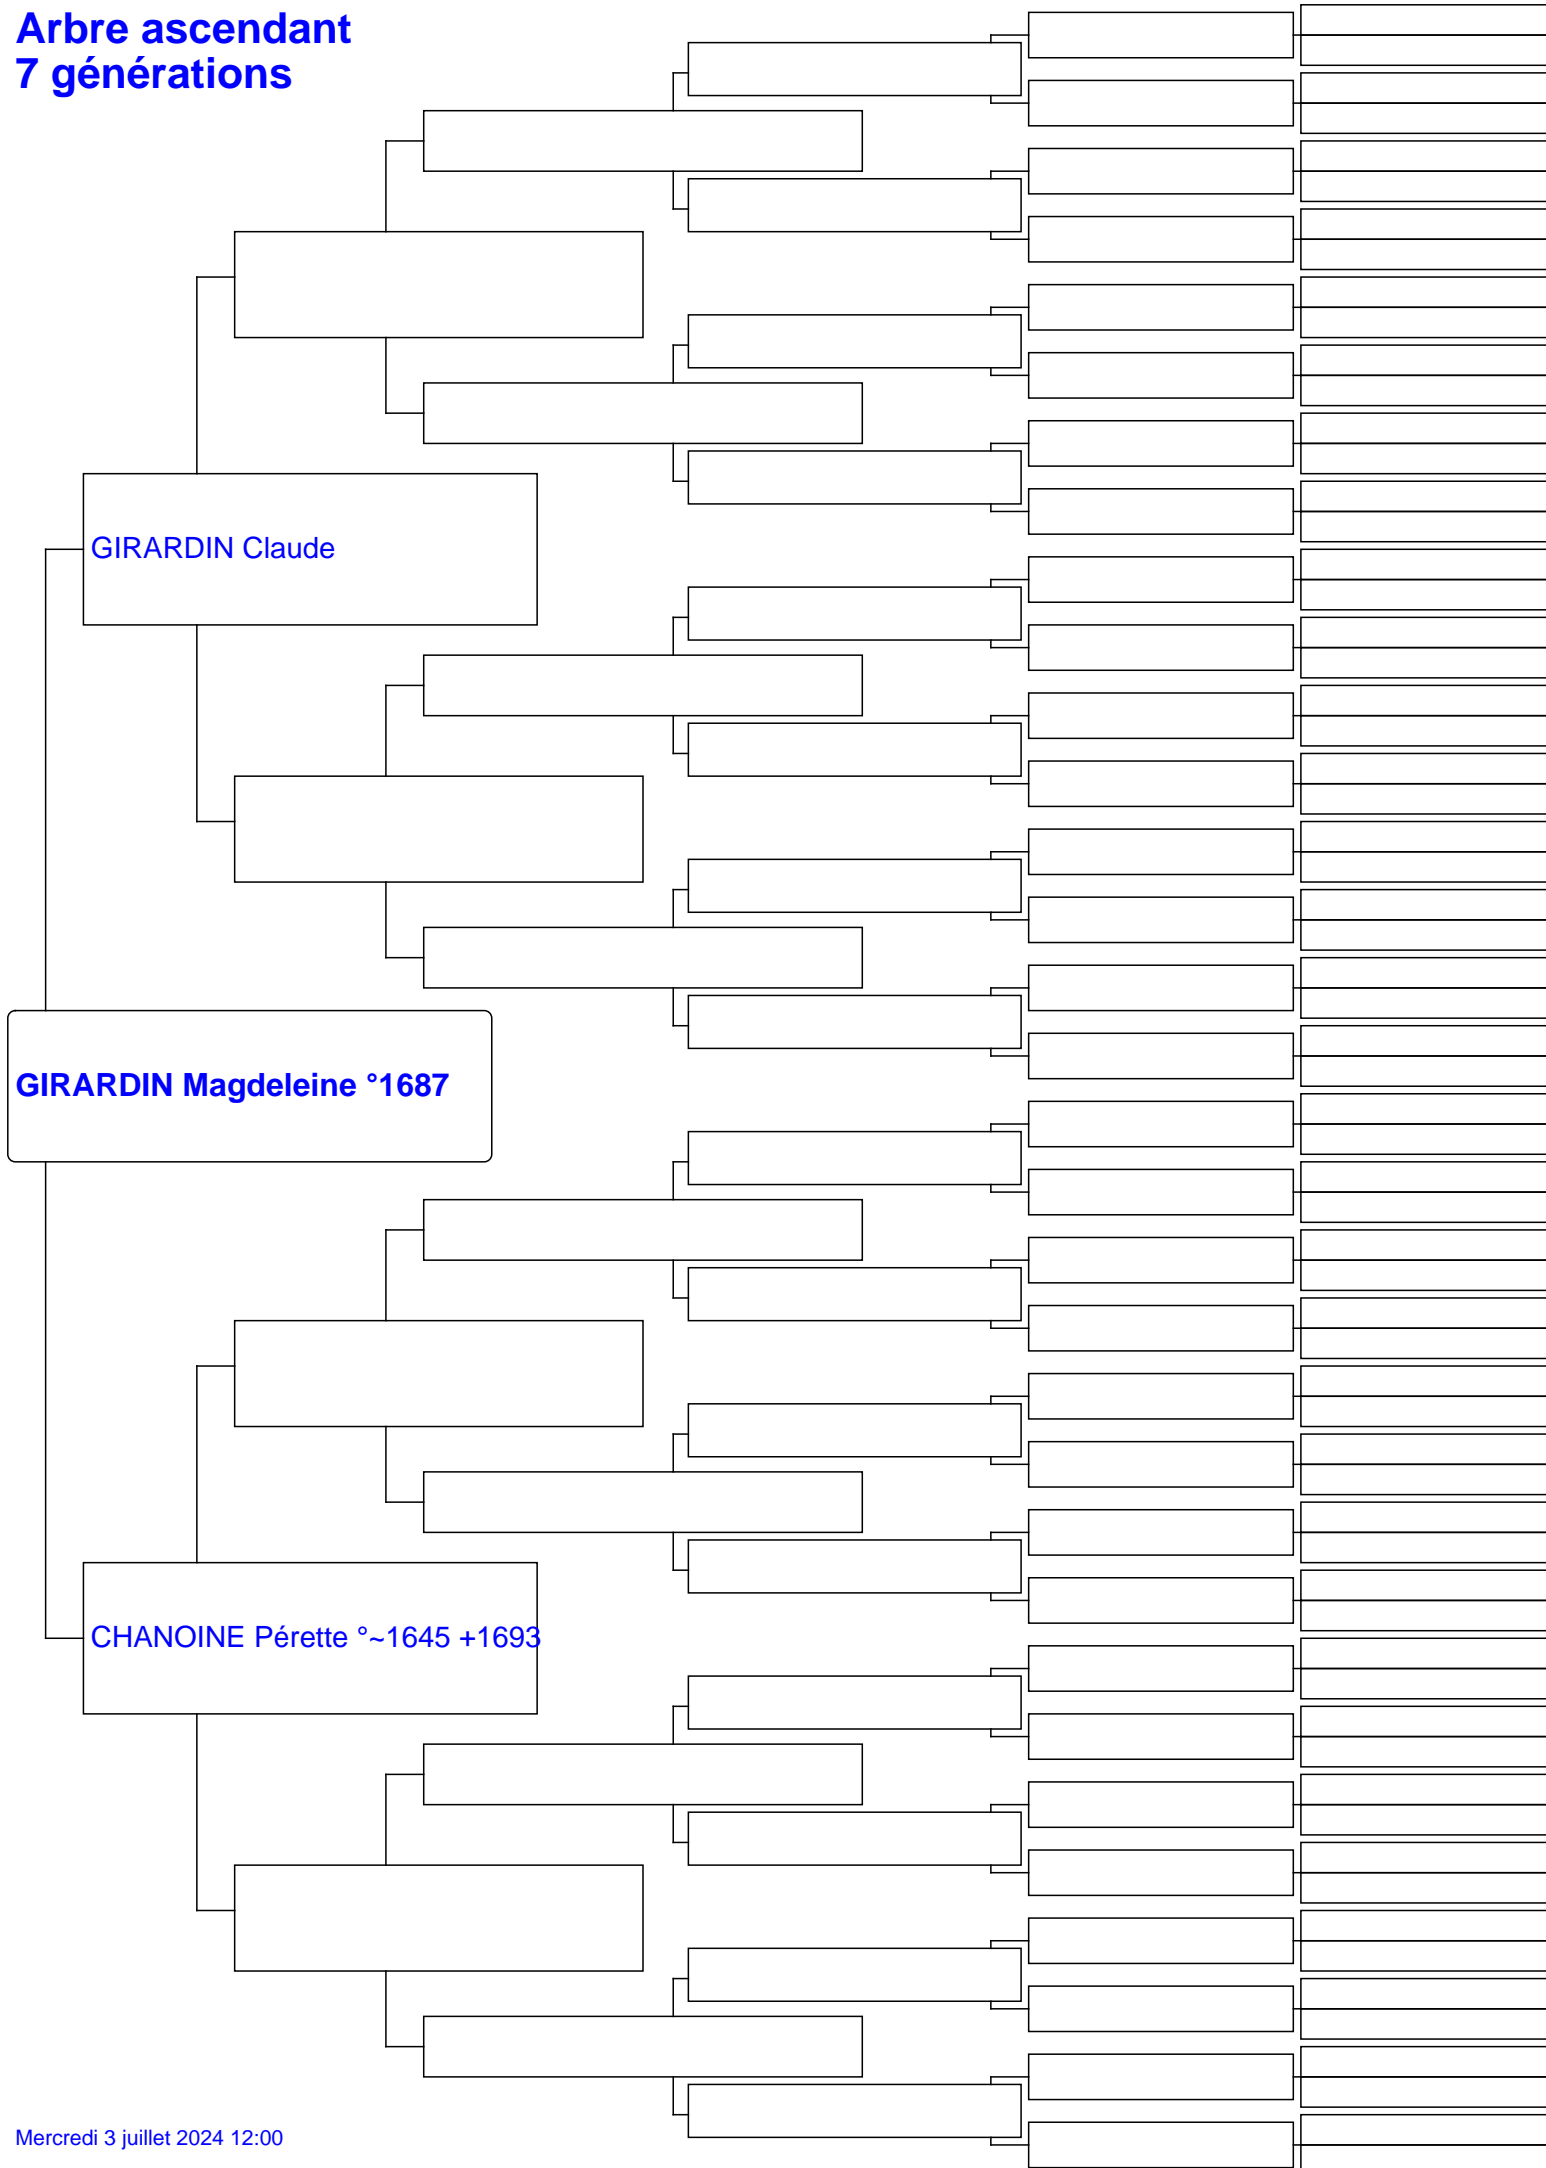 Arbre ascendant
7 générations
GIRARDIN Claude
GIRARDIN Magdeleine °1687
CHANOINE Pérette °~1645 +1693
Mercredi 3 juillet 2024 12:00